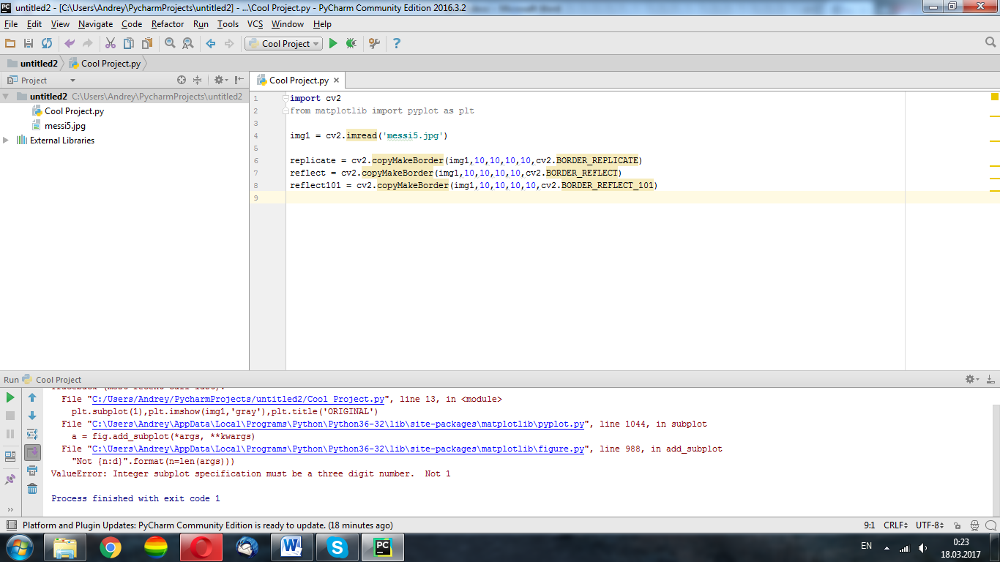 PC untitled2 - [C:\Users\Andrey\PycharmProjects\untitled2] - ...\Cool Project.py - PyCharm Community Edition 2016.3.2
Microsoft Word
File Edit View Navigate Code Refactor Run Tools VCS Window Help
Cool Project
untitled2 Cool Project.py
Project
Cool Project.py
untitled2 C:\Users\Andrey\PycharmProjects\untitled2
Cool Project.py
messi5.jpg
External Libraries
1 import cv2
2 from matplotlib import pyplot as plt
3
4 img1 = cv2.imread('messi5.jpg')
5
6 replicate = cv2.copyMakeBorder(img1,10,10,10,10,cv2.BORDER_REPLICATE)
7 reflect = cv2.copyMakeBorder(img1,10,10,10,10,cv2.BORDER_REFLECT)
8 reflect101 = cv2.copyMakeBorder(img1,10,10,10,10,cv2.BORDER_REFLECT_101)
9
Run Cool Project
Traceback (most recent call last):
File "C:/Users/Andrey/PycharmProjects/untitled2/Cool Project.py", line 13, in <module>
plt.subplot(1),plt.imshow(img1,'gray'),plt.title('ORIGINAL')
File "C:\Users\Andrey\AppData\Local\Programs\Python\Python36-32\lib\site-packages\matplotlib\pyplot.py", line 1044, in subplot
a = fig.add_subplot(*args, **kwargs)
File "C:\Users\Andrey\AppData\Local\Programs\Python\Python36-32\lib\site-packages\matplotlib\figure.py", line 988, in add_subplot
"Not {n:d}".format(n=len(args)))
ValueError: Integer subplot specification must be a three digit number.  Not 1
Process finished with exit code 1
Platform and Plugin Updates: PyCharm Community Edition is ready to update. (18 minutes ago)
9:1 CRLF UTF-8
W S PC
EN
0:23
18.03.2017